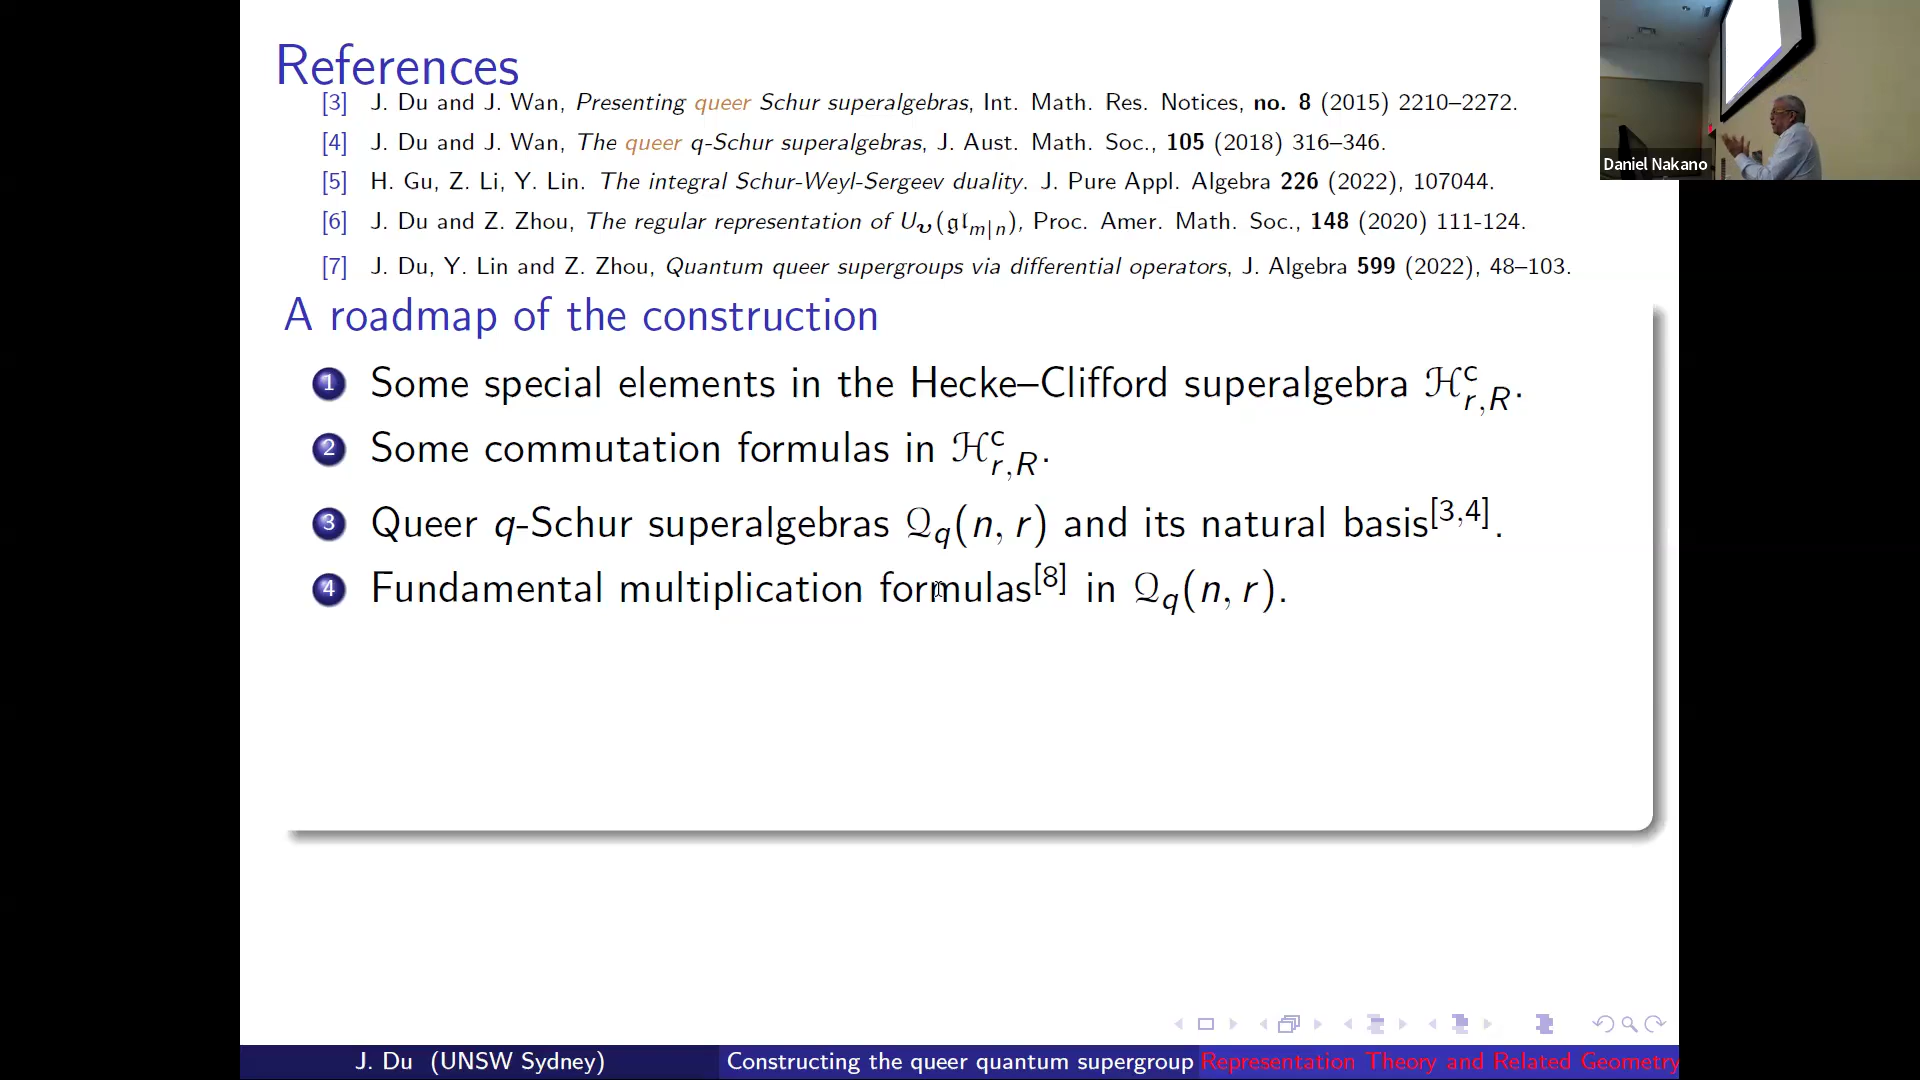 References
[3] J. Du and J. Wan, Presenting queer Schur superalgebras, Int. Math. Res. Notices, no. 8 (2015) 2210–2272.
[4] J. Du and J. Wan, The queer q-Schur superalgebras, J. Aust. Math. Soc., 105 (2018) 316–346.
[5] H. Gu, Z. Li, Y. Lin. The integral Schur-Weyl-Sergeev duality. J. Pure Appl. Algebra 226 (2022), 107044.
[6] J. Du and Z. Zhou, The regular representation of U_𝝊(𝔤𝔩_{m|n}), Proc. Amer. Math. Soc., 148 (2020) 111-124.
[7] J. Du, Y. Lin and Z. Zhou, Quantum queer supergroups via differential operators, J. Algebra 599 (2022), 48–103.
Daniel Nakano
A roadmap of the construction
1 Some special elements in the Hecke–Clifford superalgebra ℋ^c_{r,R}.
2 Some commutation formulas in ℋ^c_{r,R}.
3 Queer q-Schur superalgebras 𝒬_q(n, r) and its natural basis^[3,4].
4 Fundamental multiplication formulas^[8] in 𝒬_q(n, r).
J. Du (UNSW Sydney) Constructing the queer quantum supergroup Representation Theory and Related Geometry